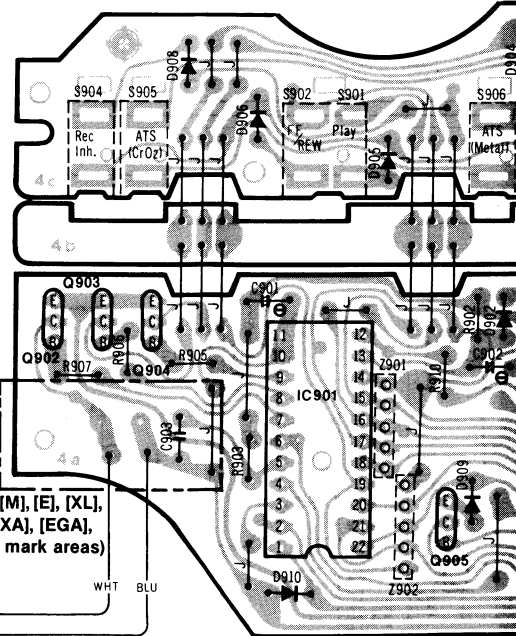 D904
D908
J
J
S904
S905
D906
S902
S901
J
S906
Rec
Inh.
ATS
(CrO2)
FF
REW
Play
ATS
(Metal)
D905
4c
J
J
J
J
J
4b
Q903
C901
J
J
J
J
J
E
C
B
E
C
B
E
C
B
R902
D902
Q902
R906
Q904
R905
R907
Z901
R910
C902
11
10
9
8
7
6
5
4
3
2
1
IC901
12
13
14
15
16
17
18
19
20
21
22
4a
C903
J
R903
J
D909
[M], [E], [XL],
XA], [EGA],
mark areas)
E
C
B
Q905
J
J
WHT
BLU
D910
Z902